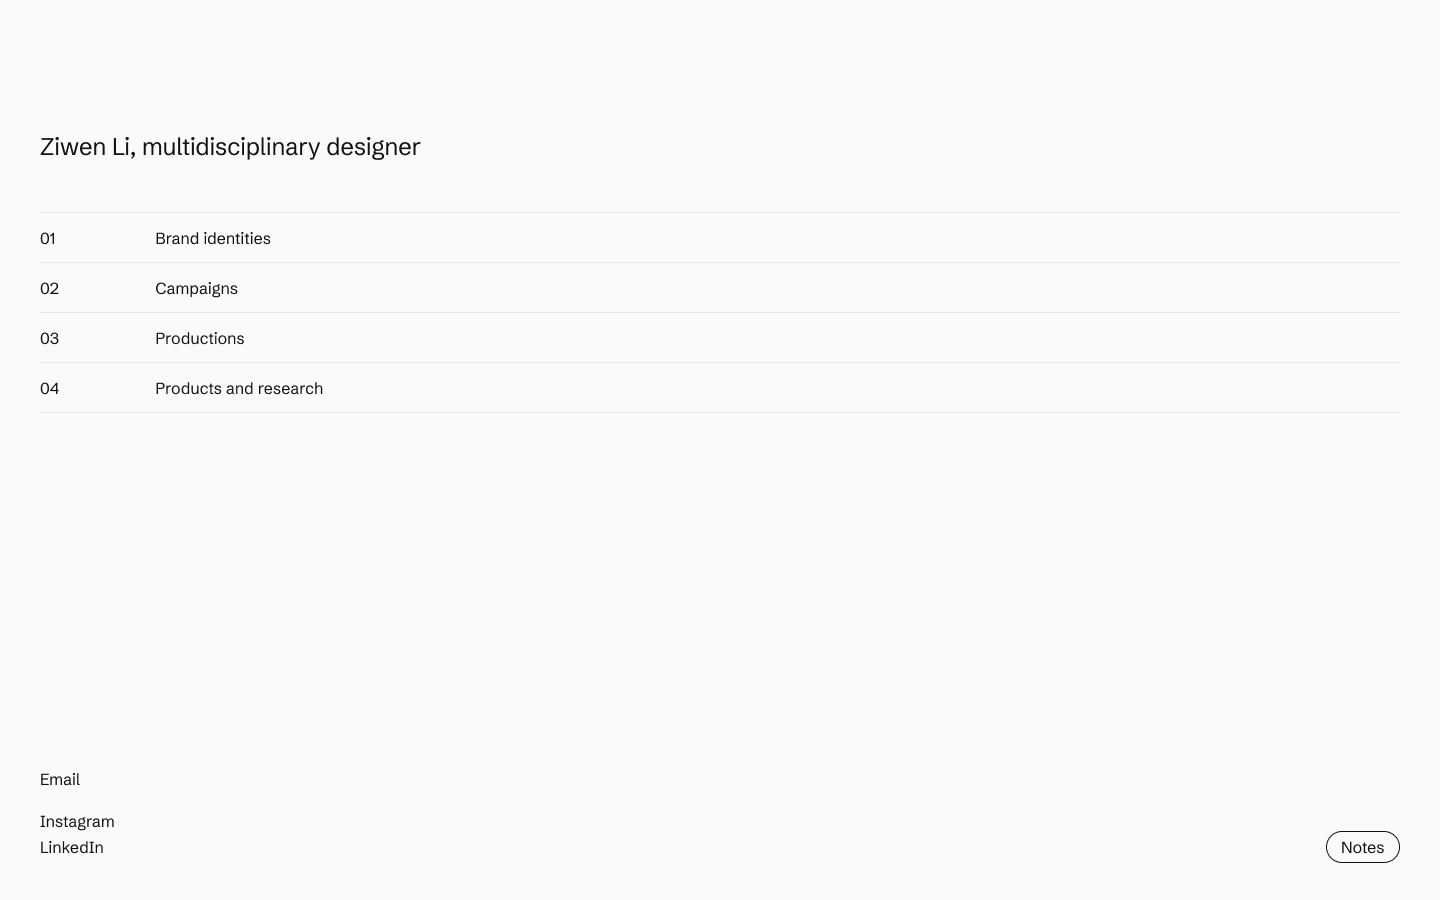 Ziwen Li, multidisciplinary designer
01 Brand identities
02 Campaigns
03 Productions
04 Products and research
Email
Instagram
LinkedIn
Notes